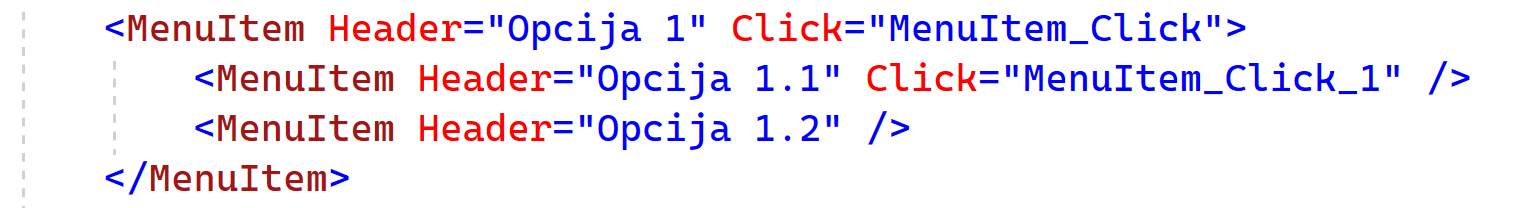 <MenuItem Header="Opcija 1" Click="MenuItem_Click">
<MenuItem Header="Opcija 1.1" Click="MenuItem_Click_1" />
<MenuItem Header="Opcija 1.2" />
</MenuItem>